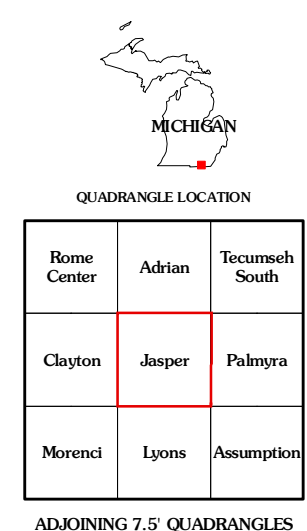 MICHIGAN
QUADRANGLE LOCATION
Rome
Center
Adrian
Tecumseh
South
Clayton
Jasper
Palmyra
Morenci
Lyons
Assumption
ADJOINING 7.5' QUADRANGLES